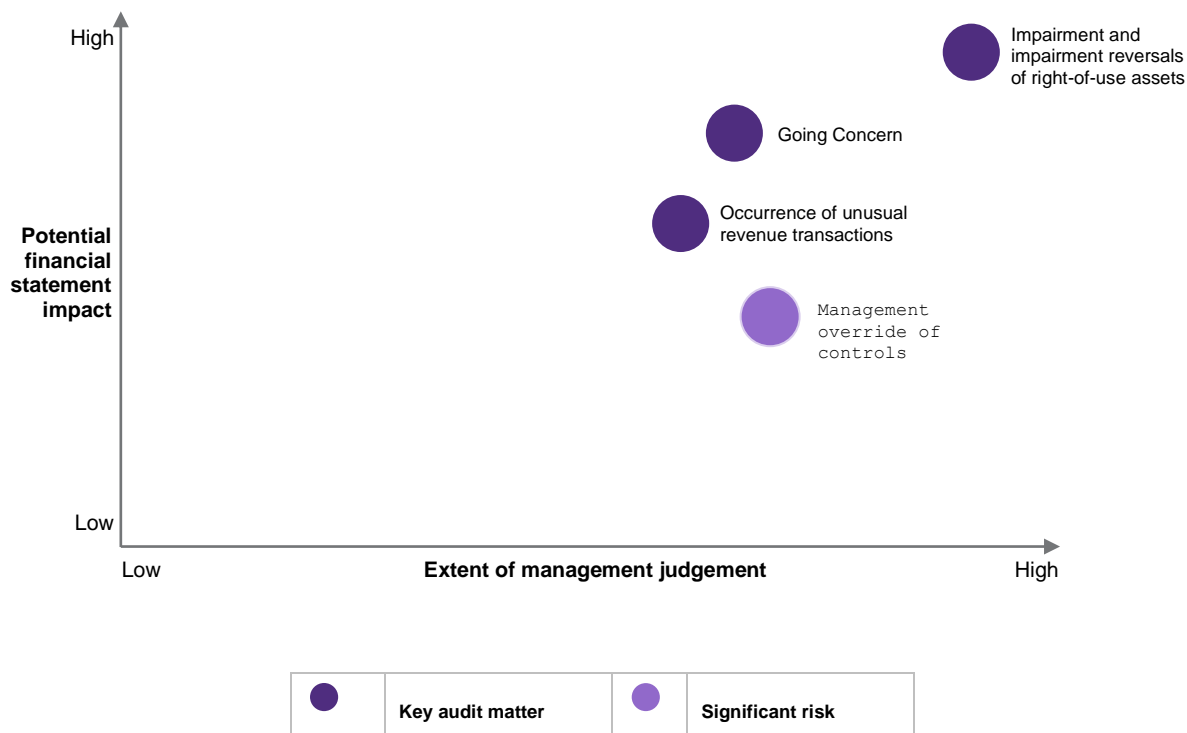 High
Impairment and
impairment reversals
of right-of-use assets
Going Concern
Occurrence of unusual
revenue transactions
Potential
financial
statement
impact
Management
override of
controls
Low
Low
Extent of management judgement
High
Key audit matter
Significant risk